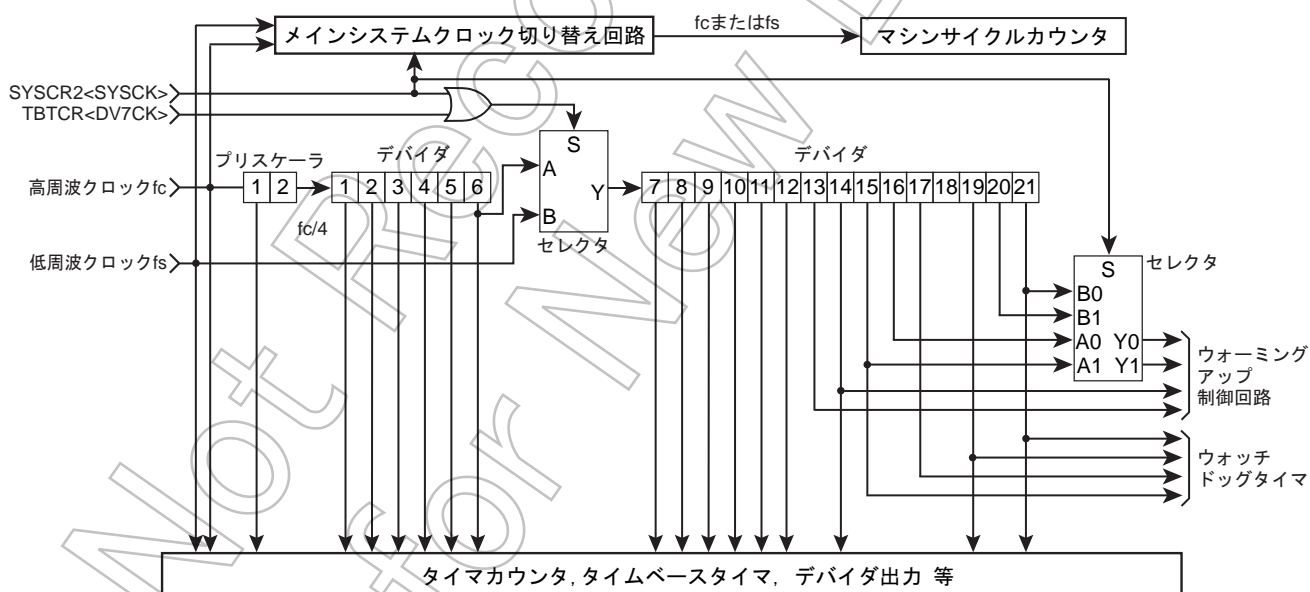 メインシステムクロック切り替え回路
fcまたはfs
マシンサイクルカウンタ
SYSCR2<SYSCK>
TBTCR<DV7CK>
プリスケーラ
デバイダ
S
A
B
Y
セレクタ
デバイダ
高周波クロックfc
1 2
fc/4
1 2 3 4 5 6
7 8 9 10 11 12 13 14 15 16 17 18 19 20 21
低周波クロックfs
S
セレクタ
B0
B1
A0 Y0
A1 Y1
ウォーミング
アップ
制御回路
ウォッチ
ドッグタイマ
タイマカウンタ, タイムベースタイマ, デバイダ出力 等
Not Reco
for New